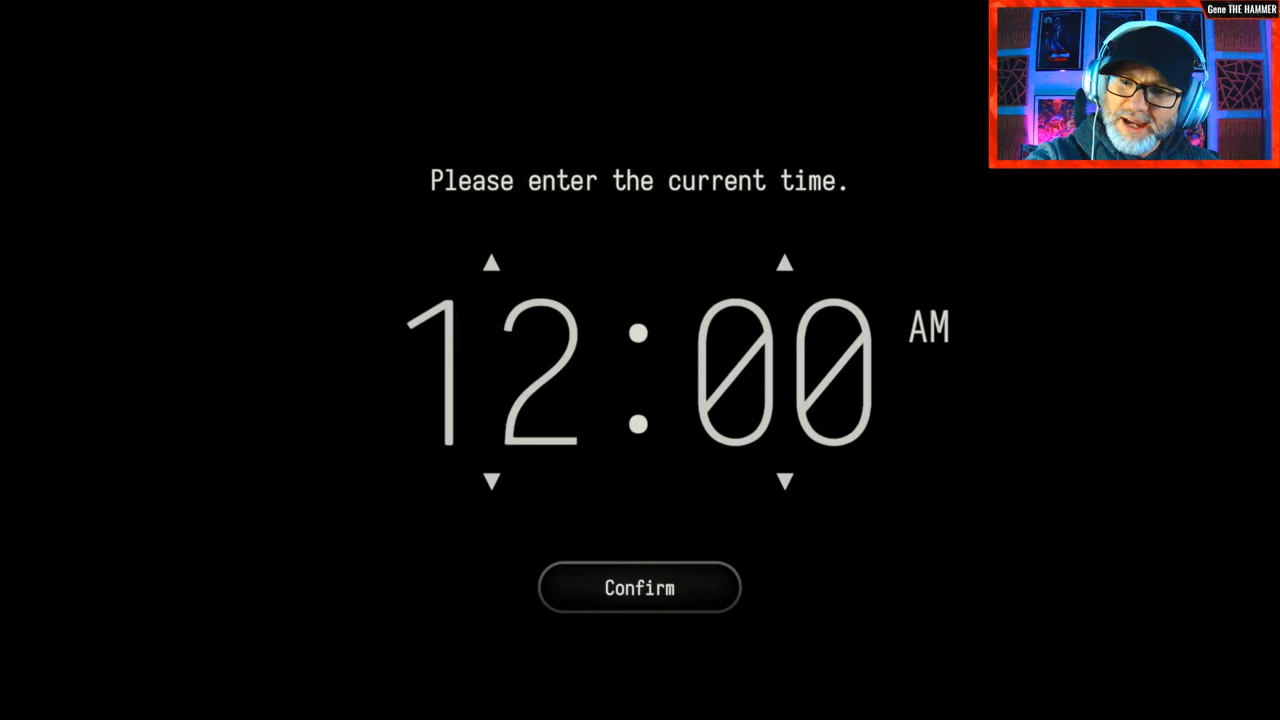 Gene THE HAMMER
Please enter the current time.
12:00 AM
Confirm